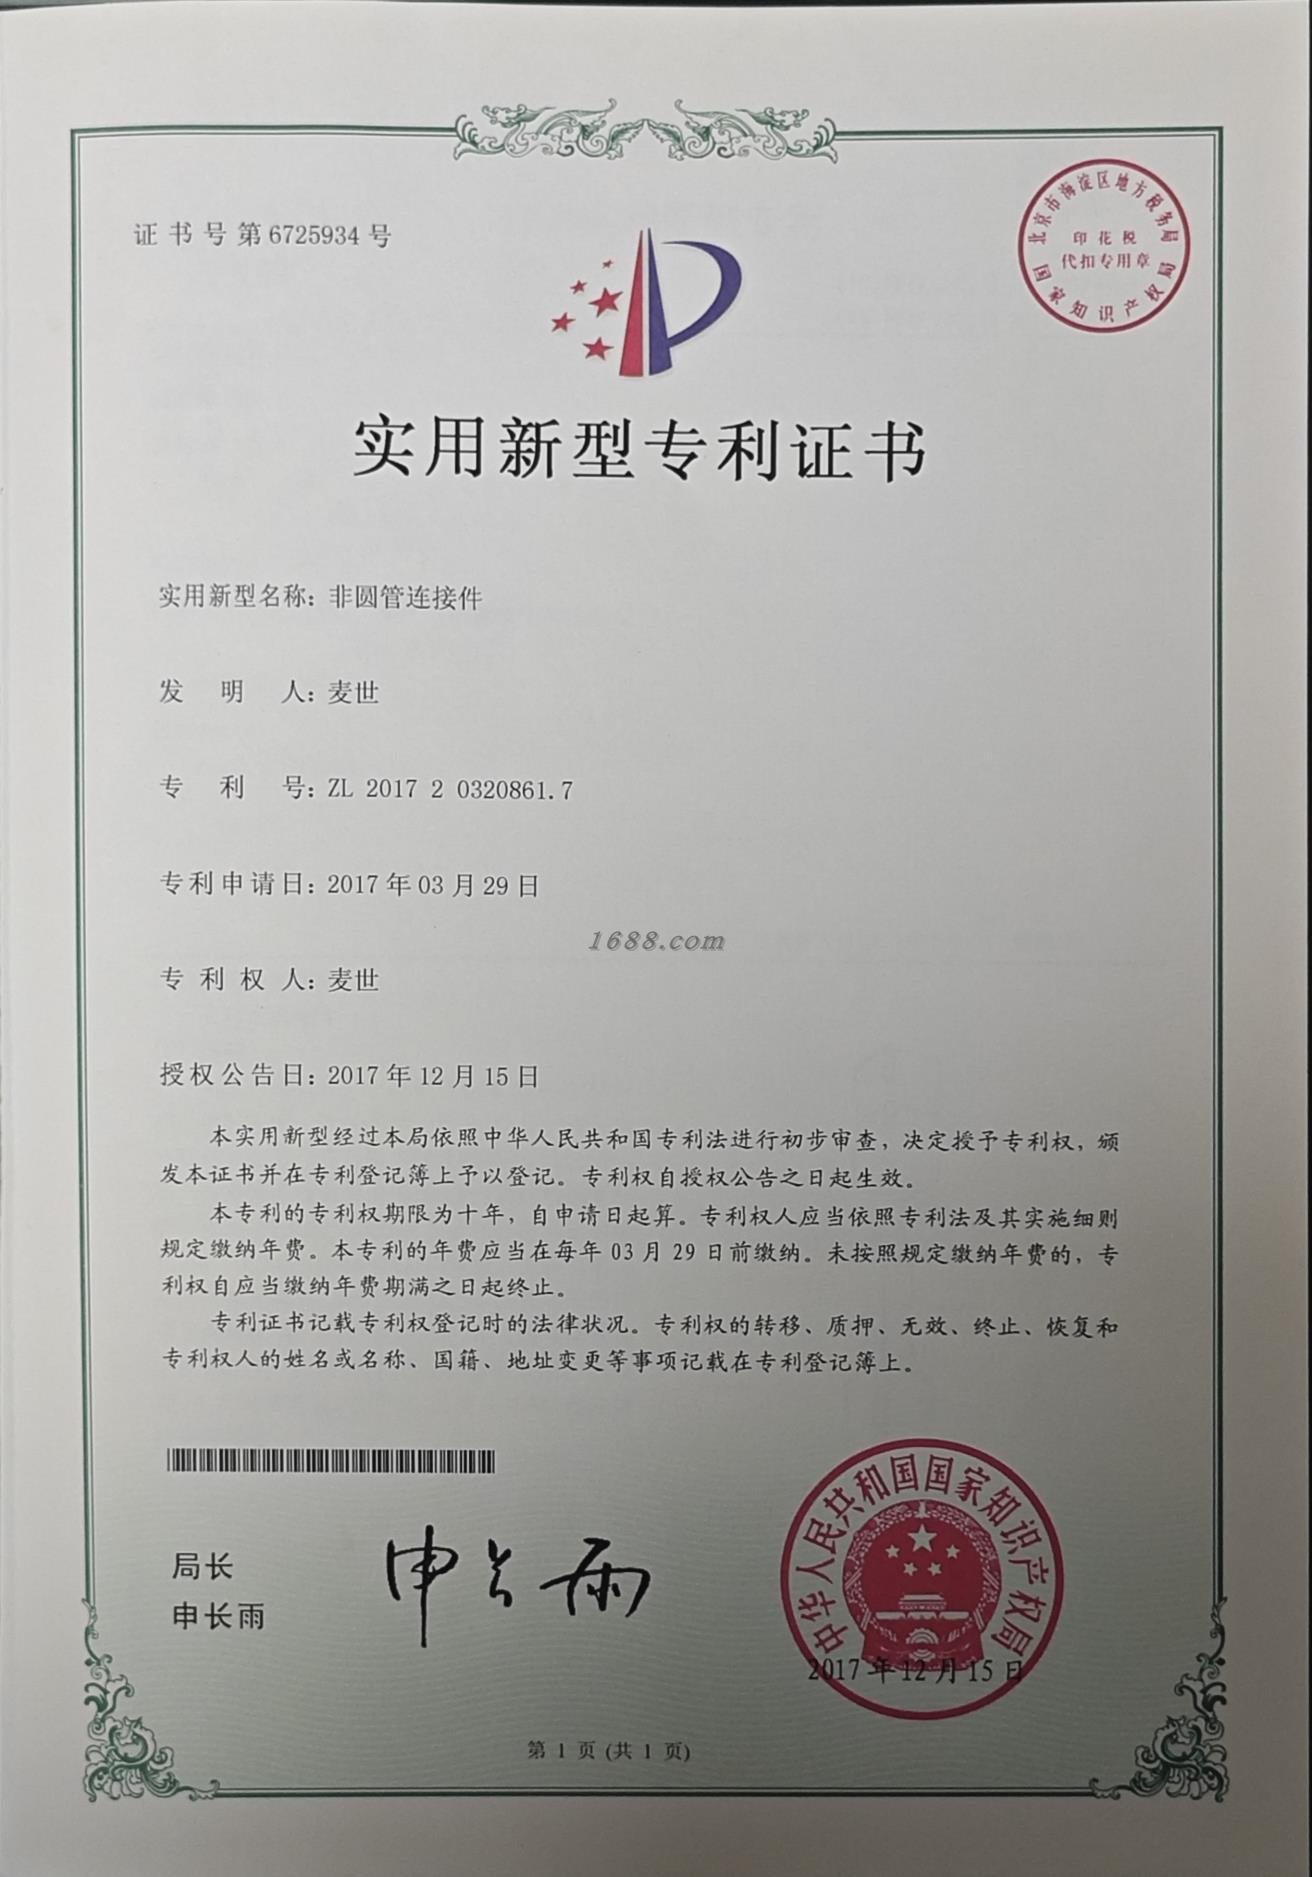 证书号第6725934号
北京市海淀区地方税务局
印花税
代扣专用章
国家知识产权局
实用新型专利证书
实用新型名称：非圆管连接件
发明人：麦世
专利号：ZL 2017 2 0320861.7
专利申请日：2017年03月29日
1688.com
专利权人：麦世
授权公告日：2017年12月15日
本实用新型经过本局依照中华人民共和国专利法进行初步审查，决定授予专利权，颁
发本证书并在专利登记簿上予以登记。专利权自授权公告之日起生效。
本专利的专利权期限为十年，自申请日起算。专利权人应当依照专利法及其实施细则
规定缴纳年费。本专利的年费应当在每年03月29日前缴纳。未按照规定缴纳年费的，专
利权自应当缴纳年费期满之日起终止。
专利证书记载专利权登记时的法律状况。专利权的转移、质押、无效、终止、恢复和
专利权人的姓名或名称、国籍、地址变更等事项记载在专利登记簿上。
局长
申长雨
申长雨
中华人民共和国国家知识产权局
2017年12月15日
第1页(共1页)